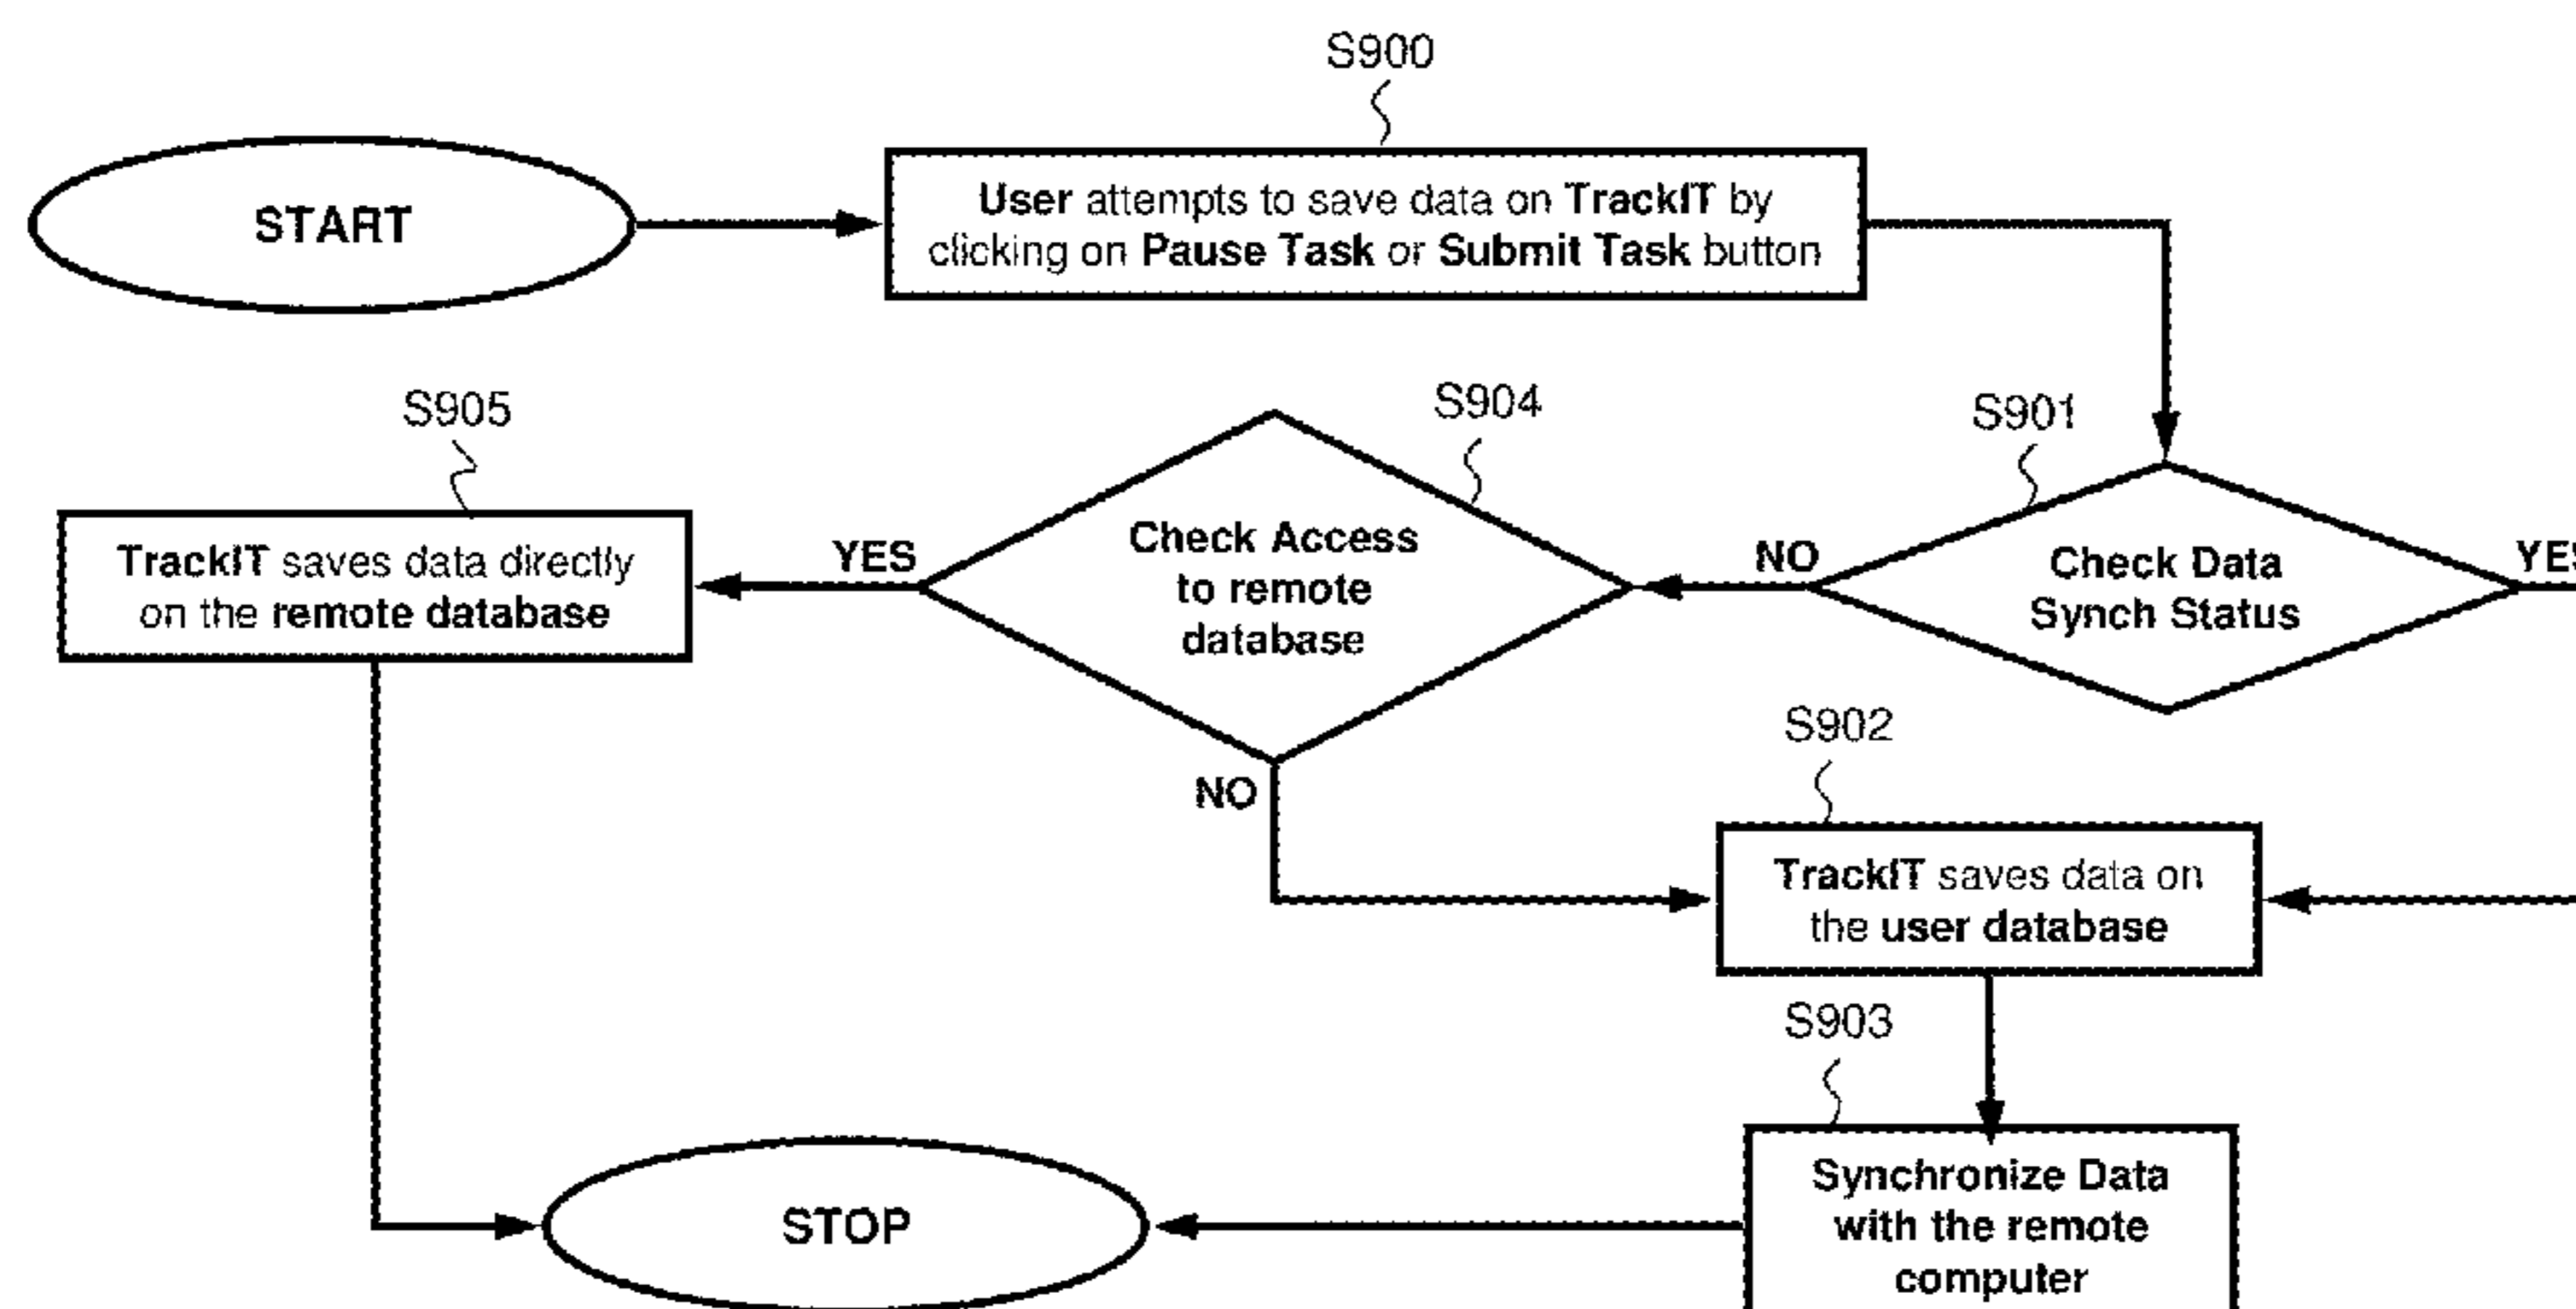 S900
START
User attempts to save data on TrackIT by
clicking on Pause Task or Submit Task button
S905
S904
S901
TrackIT saves data directly
on the remote database
YES
Check Access
to remote
database
NO
Check Data
Synch Status
YES
NO
S902
TrackIT saves data on
the user database
S903
STOP
Synchronize Data
with the remote
computer